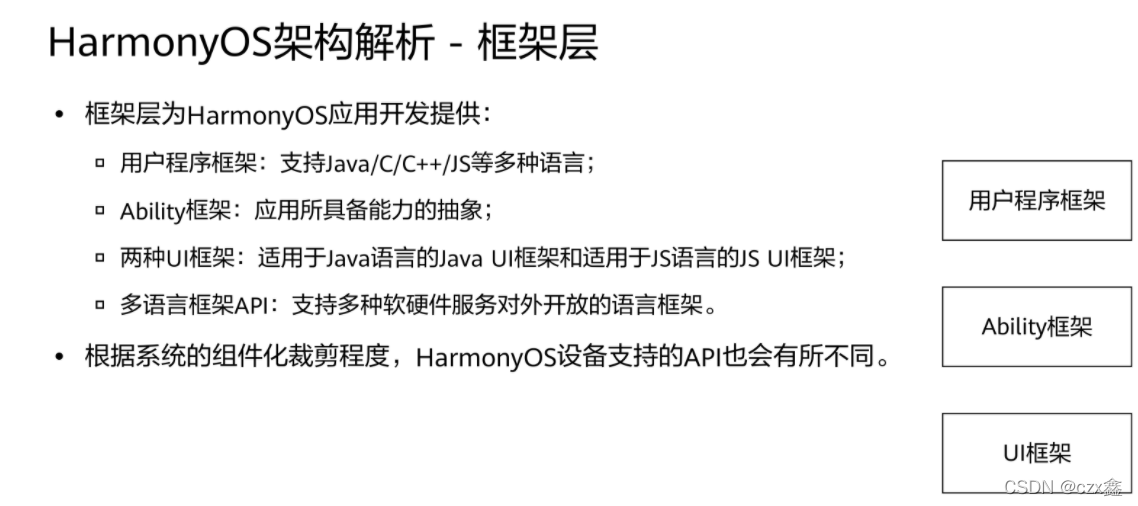 HarmonyOS架构解析 - 框架层
• 框架层为HarmonyOS应用开发提供：
▫ 用户程序框架：支持Java/C/C++/JS等多种语言；
▫ Ability框架：应用所具备能力的抽象；
▫ 两种UI框架：适用于Java语言的Java UI框架和适用于JS语言的JS UI框架；
▫ 多语言框架API：支持多种软硬件服务对外开放的语言框架。
• 根据系统的组件化裁剪程度，HarmonyOS设备支持的API也会有所不同。
用户程序框架
Ability框架
UI框架
CSDN @czx鑫